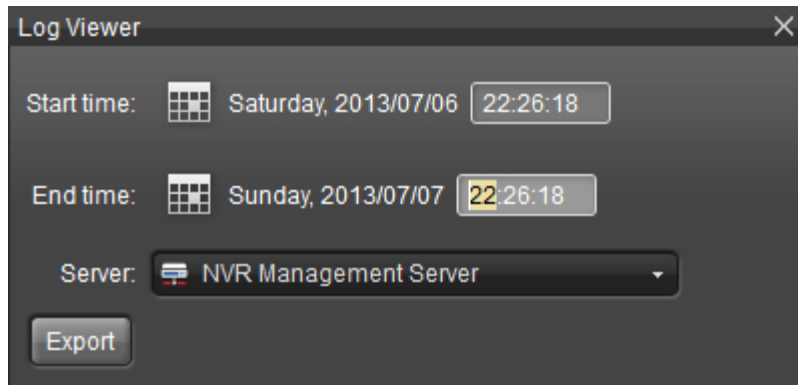 Log Viewer
Start time: Saturday, 2013/07/06 22:26:18
End time: Sunday, 2013/07/07 22:26:18
Server: NVR Management Server
Export